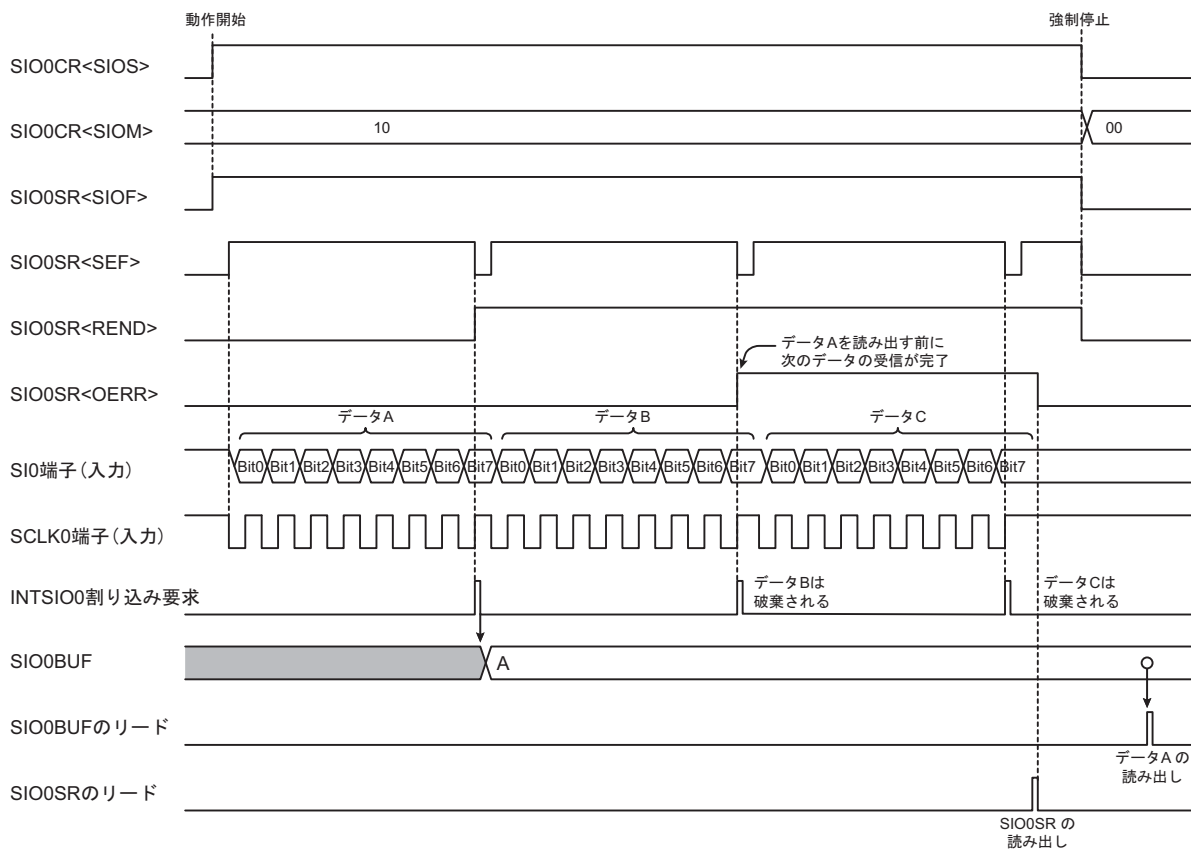 動作開始
強制停止
SIO0CR<SIOS>
SIO0CR<SIOM>
10
00
SIO0SR<SIOF>
SIO0SR<SEF>
SIO0SR<REND>
データAを読み出す前に
次のデータの受信が完了
SIO0SR<OERR>
データA
データB
データC
SI0端子(入力)
Bit0 Bit1 Bit2 Bit3 Bit4 Bit5 Bit6 Bit7 Bit0 Bit1 Bit2 Bit3 Bit4 Bit5 Bit6 Bit7 Bit0 Bit1 Bit2 Bit3 Bit4 Bit5 Bit6 Bit7
SCLK0端子(入力)
INTSIO0割り込み要求
データBは
破棄される
データCは
破棄される
SIO0BUF
A
SIO0BUFのリード
データA の
読み出し
SIO0SRのリード
SIO0SR の
読み出し